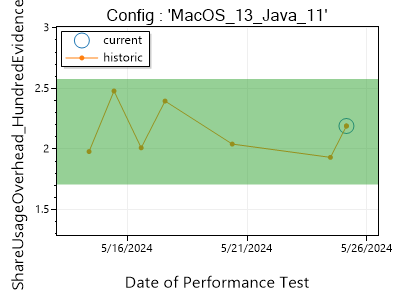 Config : 'MacOS_13_Java_11'
current
historic
3
2.5
2
1.5
ShareUsageOverhead_HundredEvidence
5/16/2024
5/21/2024
5/26/2024
Date of Performance Test